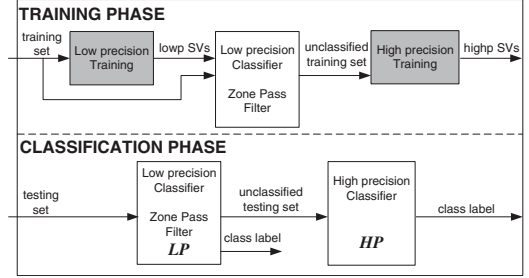 TRAINING PHASE
training
set
Low precision
Training
lowp SVs
Low precision
Classifier
Zone Pass
Filter
unclassified
training set
High precision
Training
highp SVs
CLASSIFICATION PHASE
testing
set
Low precision
Classifier
Zone Pass
Filter
LP
unclassified
testing set
class label
High precision
Classifier
HP
class label